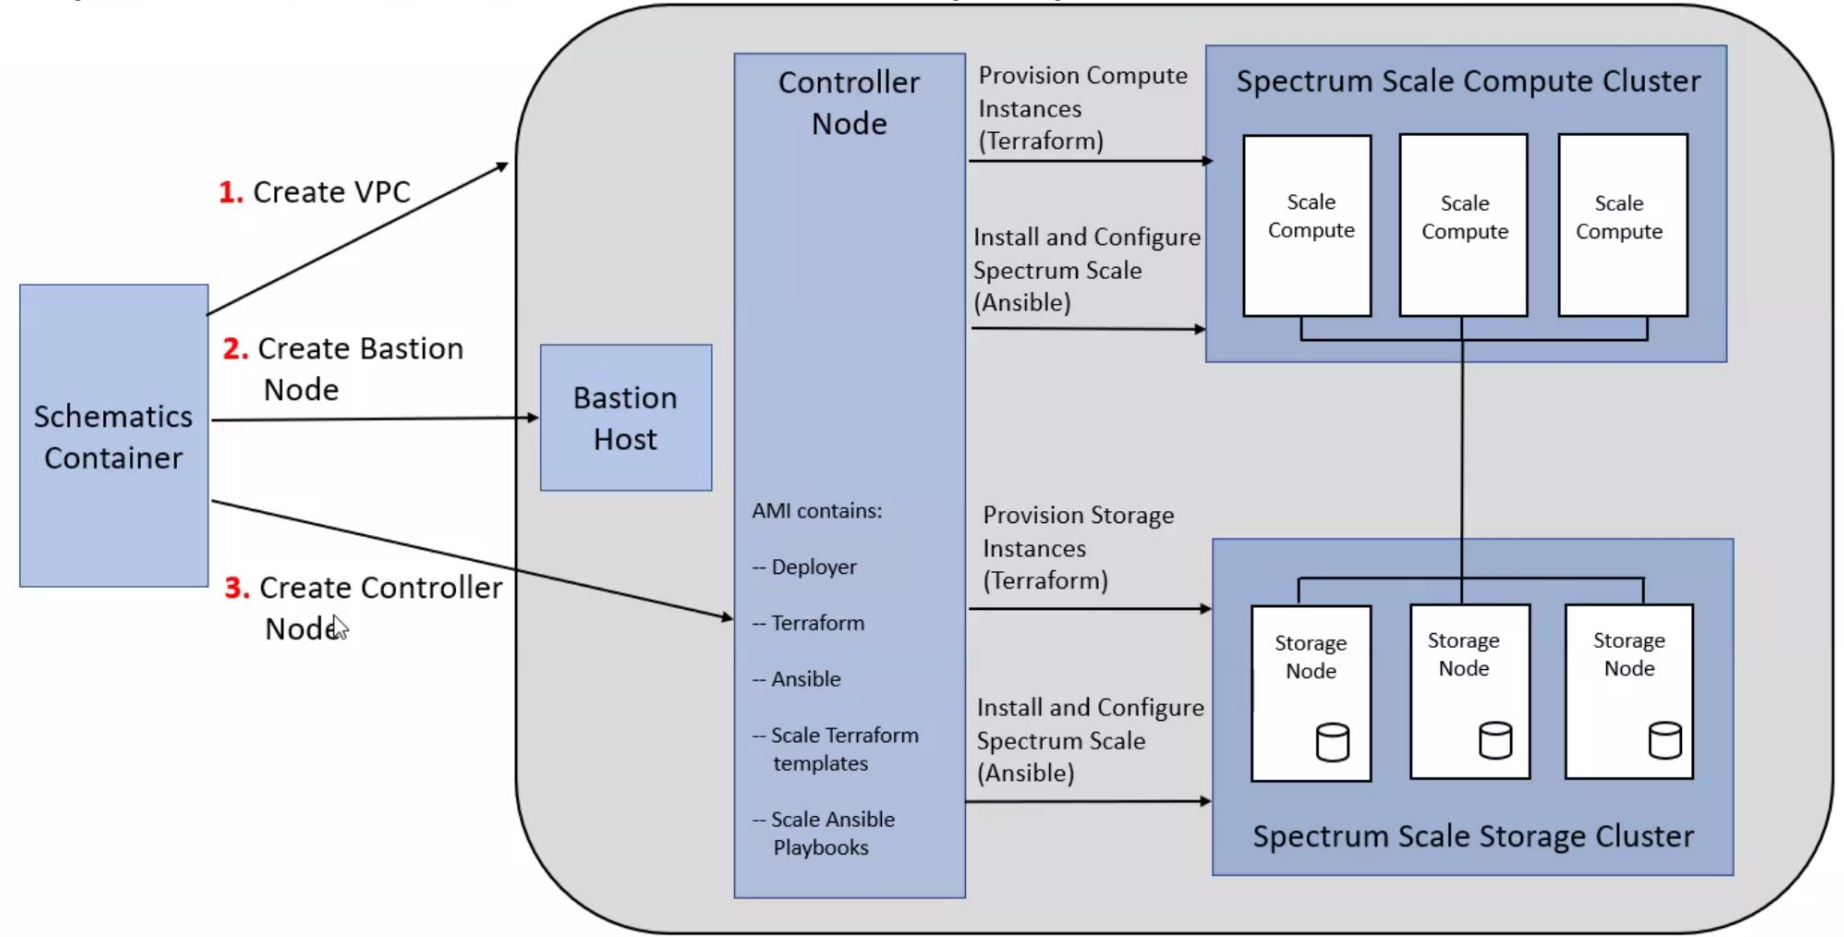 1. Create VPC
2. Create Bastion
Node
3. Create Controller
Node
Schematics
Container
Bastion
Host
Controller
Node
AMI contains:
-- Deployer
-- Terraform
-- Ansible
-- Scale Terraform
templates
-- Scale Ansible
Playbooks
Provision Compute
Instances
(Terraform)
Install and Configure
Spectrum Scale
(Ansible)
Provision Storage
Instances
(Terraform)
Install and Configure
Spectrum Scale
(Ansible)
Spectrum Scale Compute Cluster
Scale
Compute
Scale
Compute
Scale
Compute
Storage
Node
Storage
Node
Storage
Node
Spectrum Scale Storage Cluster